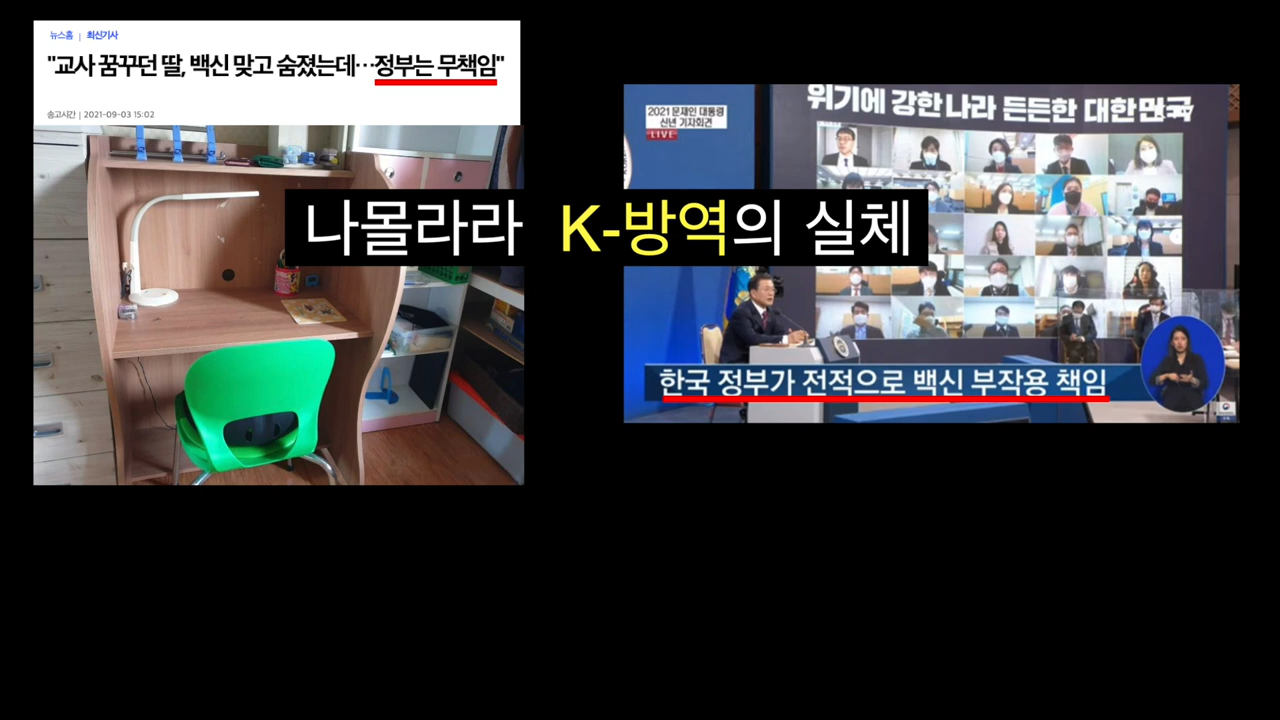 뉴스홈 | 최신기사
"교사 꿈꾸던 딸, 백신 맞고 숨졌는데…정부는 무책임"
송고시간 | 2021-09-03 15:02
위기에 강한 나라 든든한 대한민국
2021 문재인 대통령
신년 기자회견
LIVE
나몰라라 K-방역의 실체
한국 정부가 전적으로 백신 부작용 책임